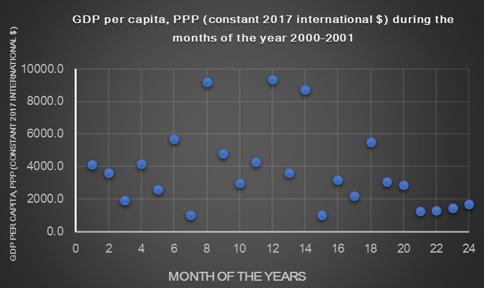 GDP per capita, PPP (constant 2017 international $) during the
months of the year 2000-2001
GDP PER CAPITA, PPP (CONSTANT 2017 INTERNATIONAL $)
10000.0
8000.0
6000.0
4000.0
2000.0
0.0
0 2 4 6 8 10 12 14 16 18 20 22 24
MONTH OF THE YEARS